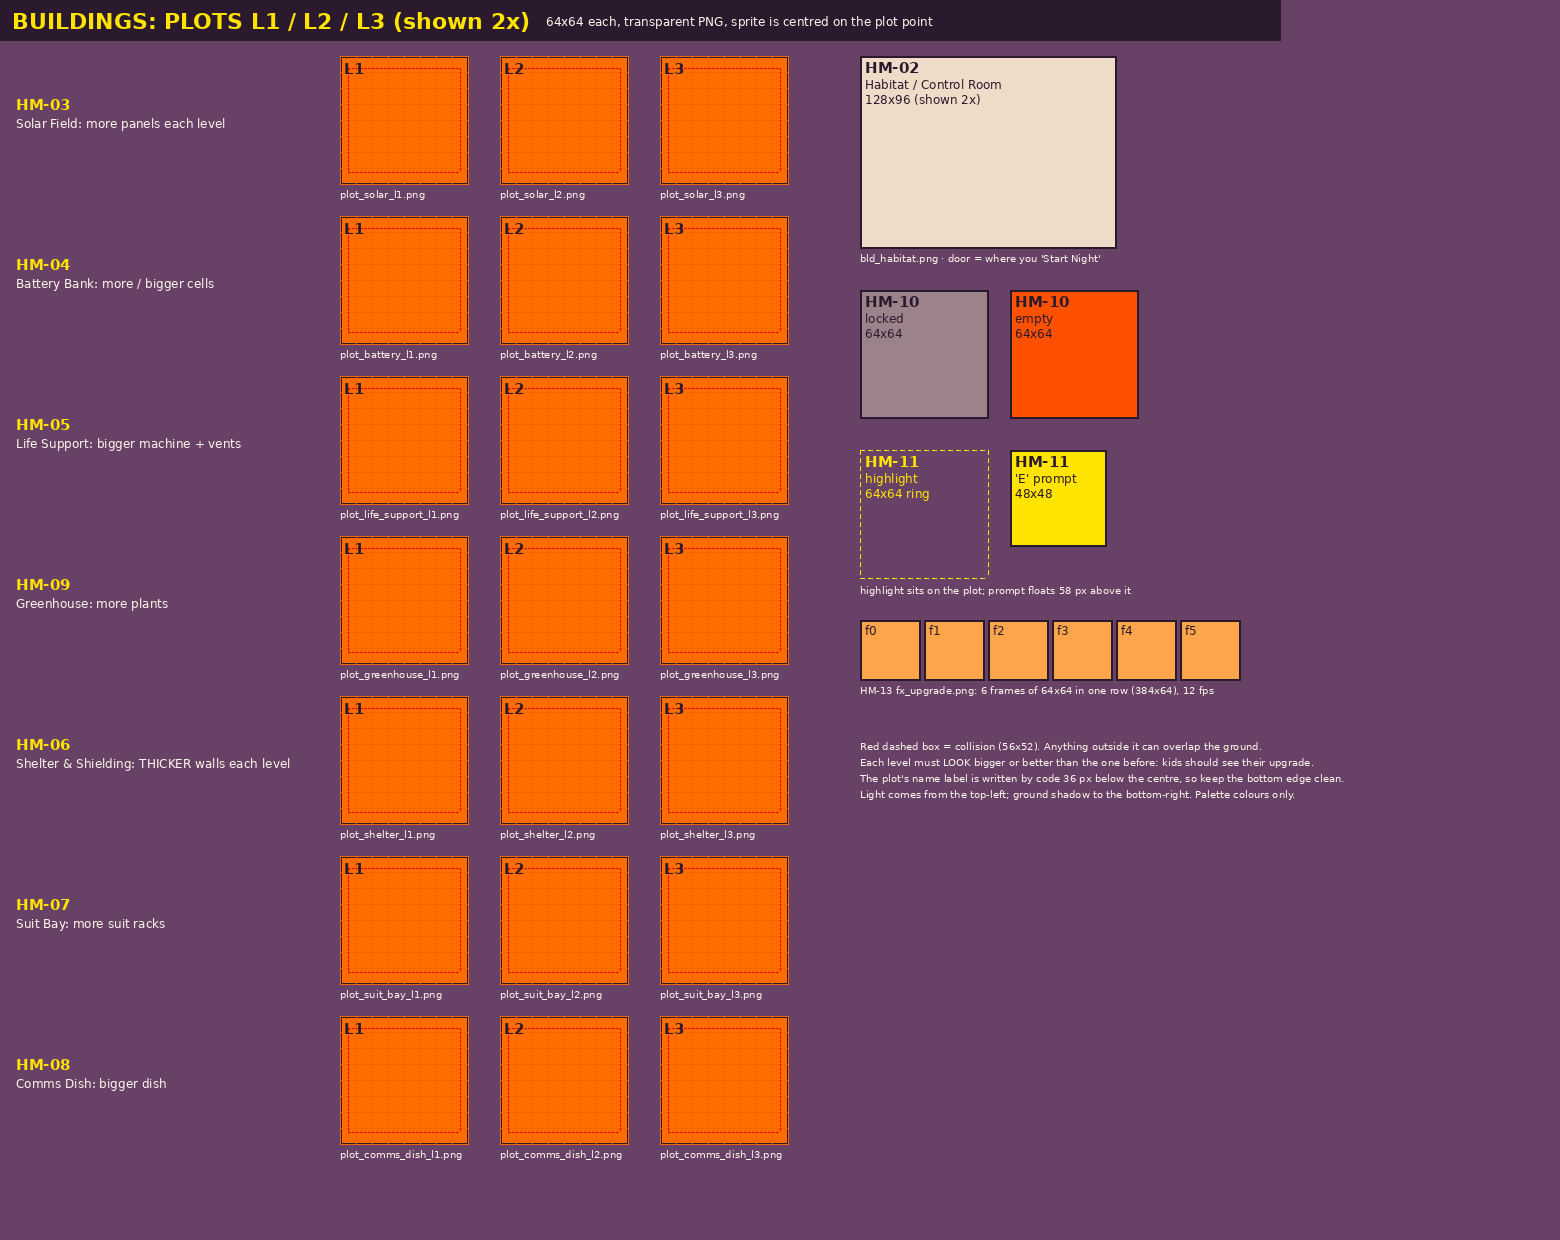 BUILDINGS: PLOTS L1 / L2 / L3 (shown 2x)
64x64 each, transparent PNG, sprite is centred on the plot point
HM-03
Solar Field: more panels each level
L1
L2
L3
plot_solar_l1.png
plot_solar_l2.png
plot_solar_l3.png
HM-04
Battery Bank: more / bigger cells
L1
L2
L3
plot_battery_l1.png
plot_battery_l2.png
plot_battery_l3.png
HM-05
Life Support: bigger machine + vents
L1
L2
L3
plot_life_support_l1.png
plot_life_support_l2.png
plot_life_support_l3.png
HM-09
Greenhouse: more plants
L1
L2
L3
plot_greenhouse_l1.png
plot_greenhouse_l2.png
plot_greenhouse_l3.png
HM-06
Shelter & Shielding: THICKER walls each level
L1
L2
L3
plot_shelter_l1.png
plot_shelter_l2.png
plot_shelter_l3.png
HM-07
Suit Bay: more suit racks
L1
L2
L3
plot_suit_bay_l1.png
plot_suit_bay_l2.png
plot_suit_bay_l3.png
HM-08
Comms Dish: bigger dish
L1
L2
L3
plot_comms_dish_l1.png
plot_comms_dish_l2.png
plot_comms_dish_l3.png
HM-02
Habitat / Control Room
128x96 (shown 2x)
bld_habitat.png · door = where you 'Start Night'
HM-10
locked
64x64
HM-10
empty
64x64
HM-11
highlight
64x64 ring
HM-11
'E' prompt
48x48
highlight sits on the plot; prompt floats 58 px above it
f0
f1
f2
f3
f4
f5
HM-13 fx_upgrade.png: 6 frames of 64x64 in one row (384x64), 12 fps
Red dashed box = collision (56x52). Anything outside it can overlap the ground.
Each level must LOOK bigger or better than the one before: kids should see their upgrade.
The plot's name label is written by code 36 px below the centre, so keep the bottom edge clean.
Light comes from the top-left; ground shadow to the bottom-right. Palette colours only.